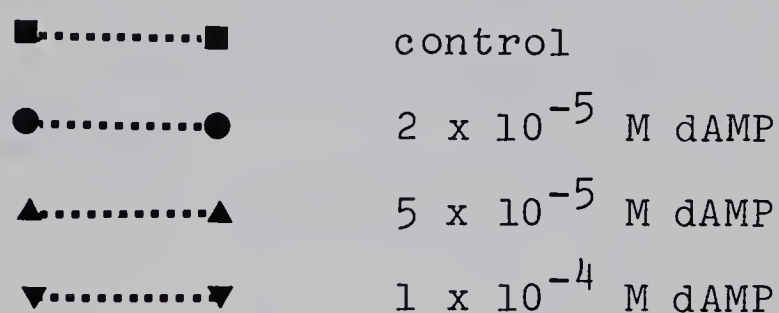 control
2 x 10⁻⁵ M dAMP
5 x 10⁻⁵ M dAMP
1 x 10⁻⁴ M dAMP